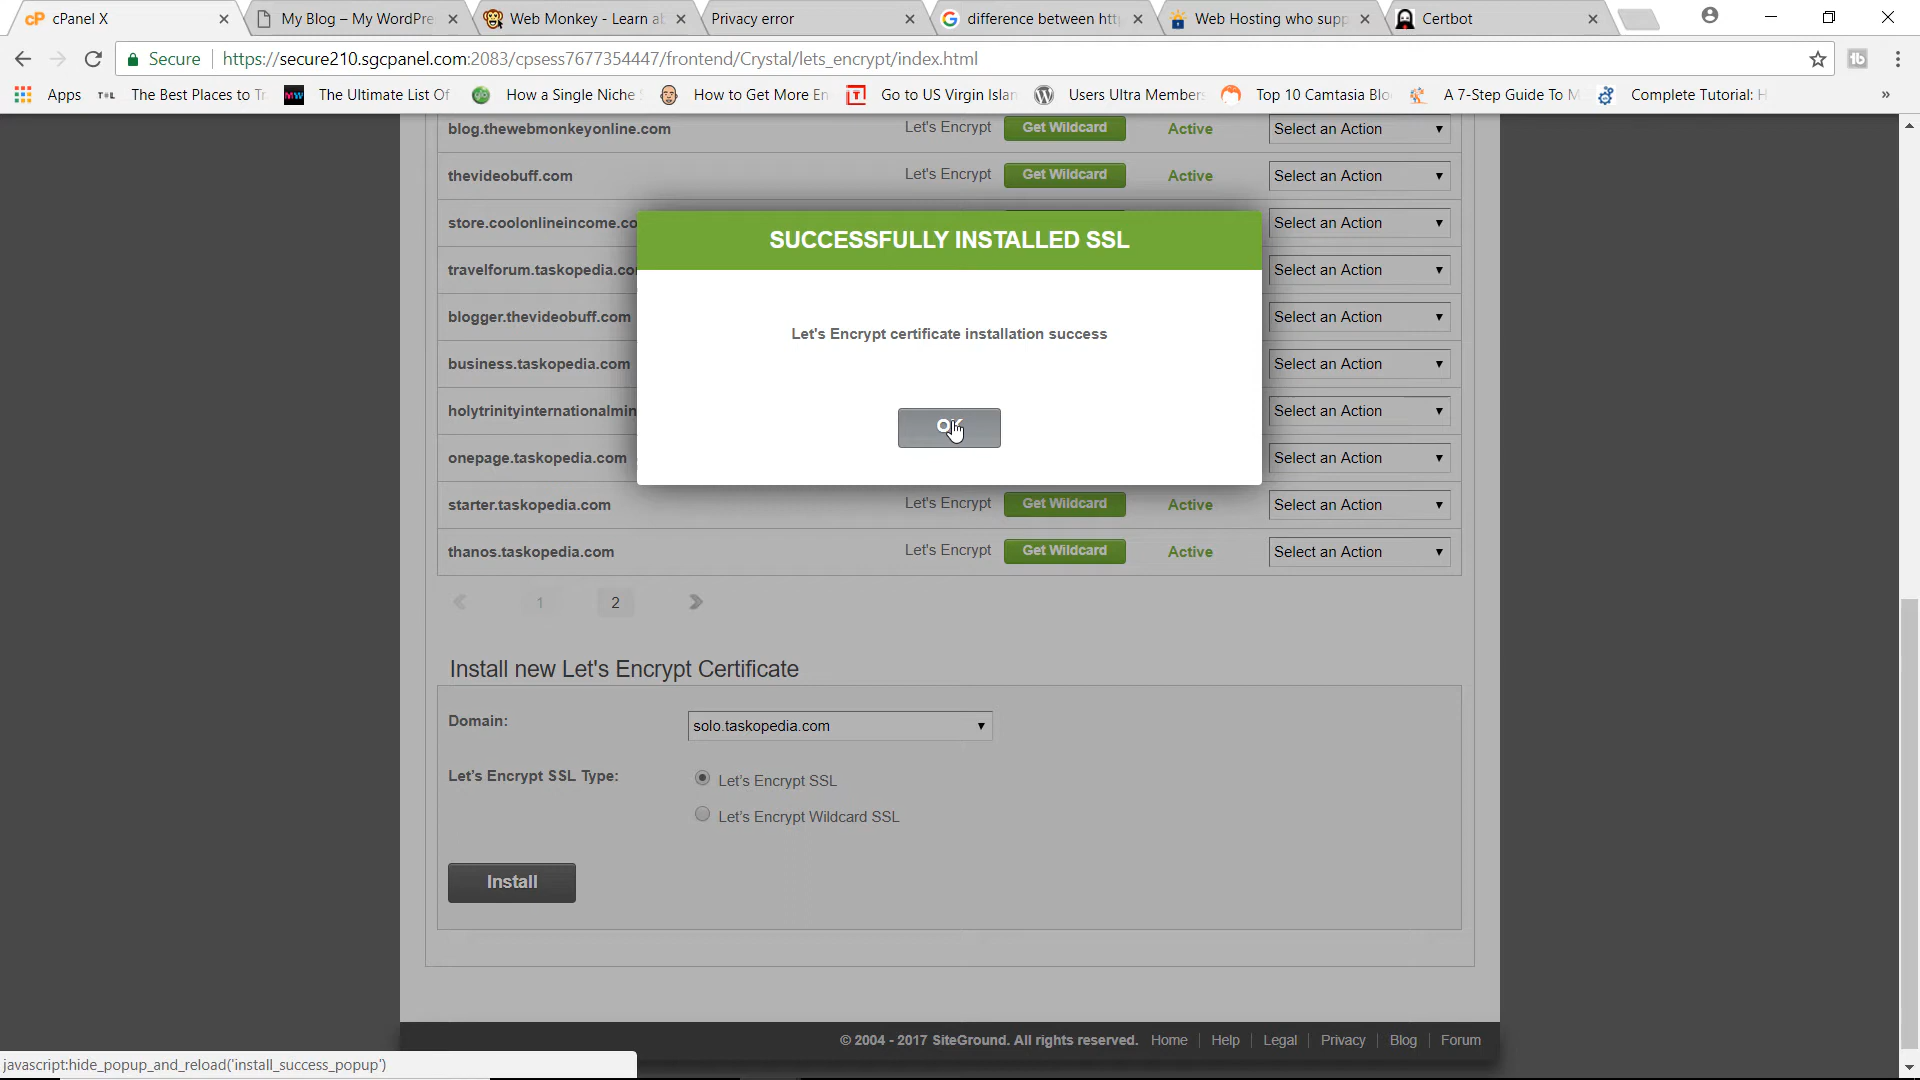 cPanel X
My Blog – My WordPre
Web Monkey - Learn a
Privacy error
difference between htt
Web Hosting who supp
Certbot
Secure
https://secure210.sgcpanel.com:2083/cpsess7677354447/frontend/Crystal/lets_encrypt/index.html
Apps
The Best Places to Tr
The Ultimate List Of
How a Single Niche
How to Get More En
Go to US Virgin Islan
Users Ultra Members
Top 10 Camtasia Blo
A 7-Step Guide To M
Complete Tutorial: H
»
blog.thewebmonkeyonline.com Let's Encrypt Get Wildcard Active Select an Action
thevideobuff.com Let's Encrypt Get Wildcard Active Select an Action
store.coolonlineincome.co Select an Action
travelforum.taskopedia.co Select an Action
blogger.thevideobuff.com Select an Action
business.taskopedia.com Select an Action
holytrinityinternationalmin Select an Action
onepage.taskopedia.com Select an Action
starter.taskopedia.com Let's Encrypt Get Wildcard Active Select an Action
thanos.taskopedia.com Let's Encrypt Get Wildcard Active Select an Action
SUCCESSFULLY INSTALLED SSL
Let's Encrypt certificate installation success
OK
1 2
Install new Let's Encrypt Certificate
Domain: solo.taskopedia.com
Let's Encrypt SSL Type: Let's Encrypt SSL
Let's Encrypt Wildcard SSL
Install
© 2004 - 2017 SiteGround. All rights reserved. Home | Help | Legal | Privacy | Blog | Forum
javascript:hide_popup_and_reload('install_success_popup')